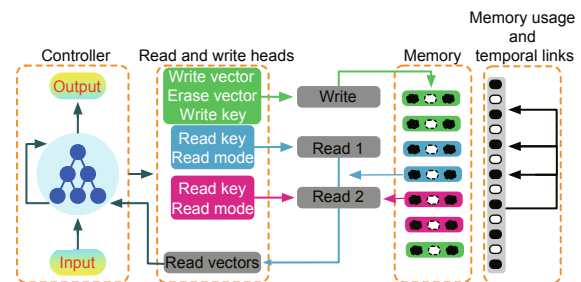 Memory usage
and
temporal links
Controller
Read and write heads
Memory
Output
Write vector
Erase vector
Write key
Write
Read key
Read mode
Read 1
Read key
Read mode
Read 2
Input
Read vectors